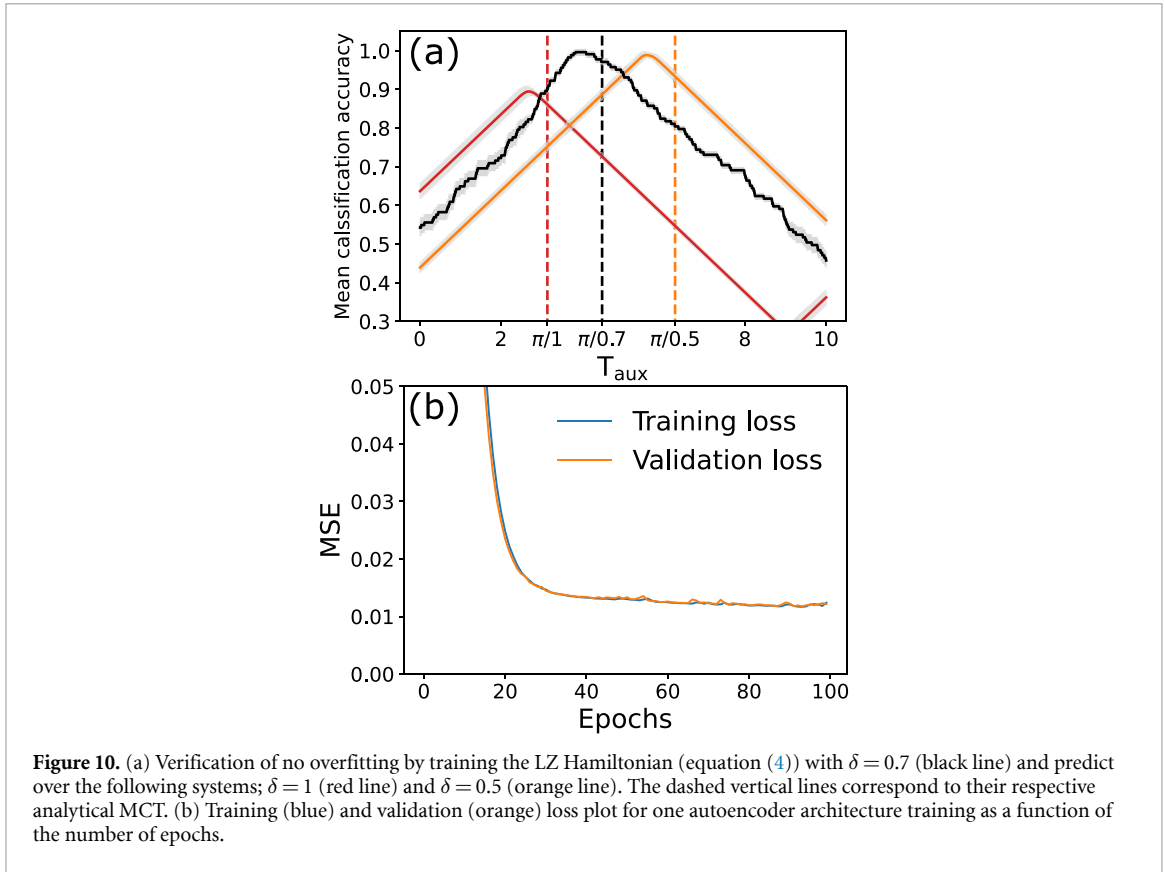 (a)
Mean calssification accuracy
1.0
0.9
0.8
0.7
0.6
0.5
0.4
0.3
0 2 π/1 π/0.7 π/0.5 8 10
T_aux
(b)
Training loss
Validation loss
MSE
0.05
0.04
0.03
0.02
0.01
0.00
0 20 40 60 80 100
Epochs
Figure 10. (a) Verification of no overfitting by training the LZ Hamiltonian (equation (4)) with δ = 0.7 (black line) and predict
over the following systems; δ = 1 (red line) and δ = 0.5 (orange line). The dashed vertical lines correspond to their respective
analytical MCT. (b) Training (blue) and validation (orange) loss plot for one autoencoder architecture training as a function of
the number of epochs.